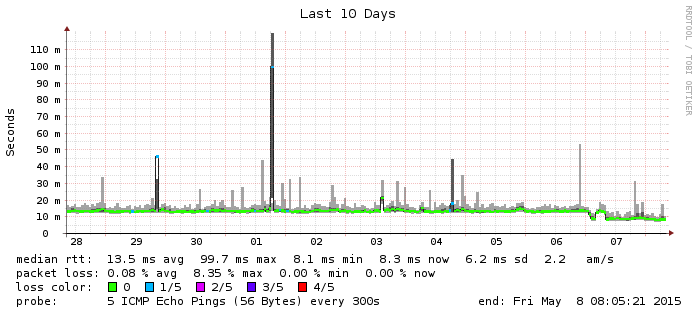 Last 10 Days
RRDTOOL / TOBI OETIKER
Seconds
110 m
100 m
90 m
80 m
70 m
60 m
50 m
40 m
30 m
20 m
10 m
0
28 29 30 01 02 03 04 05 06 07
median rtt: 13.5 ms avg 99.7 ms max 8.1 ms min 8.3 ms now 6.2 ms sd 2.2 am/s
packet loss: 0.08 % avg 8.35 % max 0.00 % min 0.00 % now
loss color: 0 1/5 2/5 3/5 4/5
probe: 5 ICMP Echo Pings (56 Bytes) every 300s end: Fri May 8 08:05:21 2015